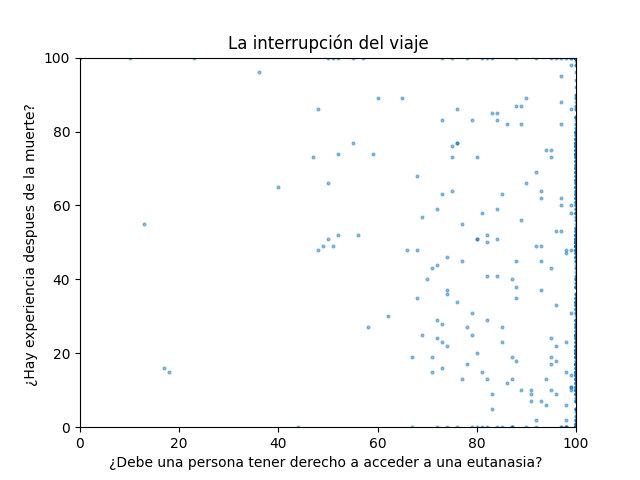 La interrupción del viaje
100
80
60
40
20
0
¿Hay experiencia despues de la muerte?
0 20 40 60 80 100
¿Debe una persona tener derecho a acceder a una eutanasia?